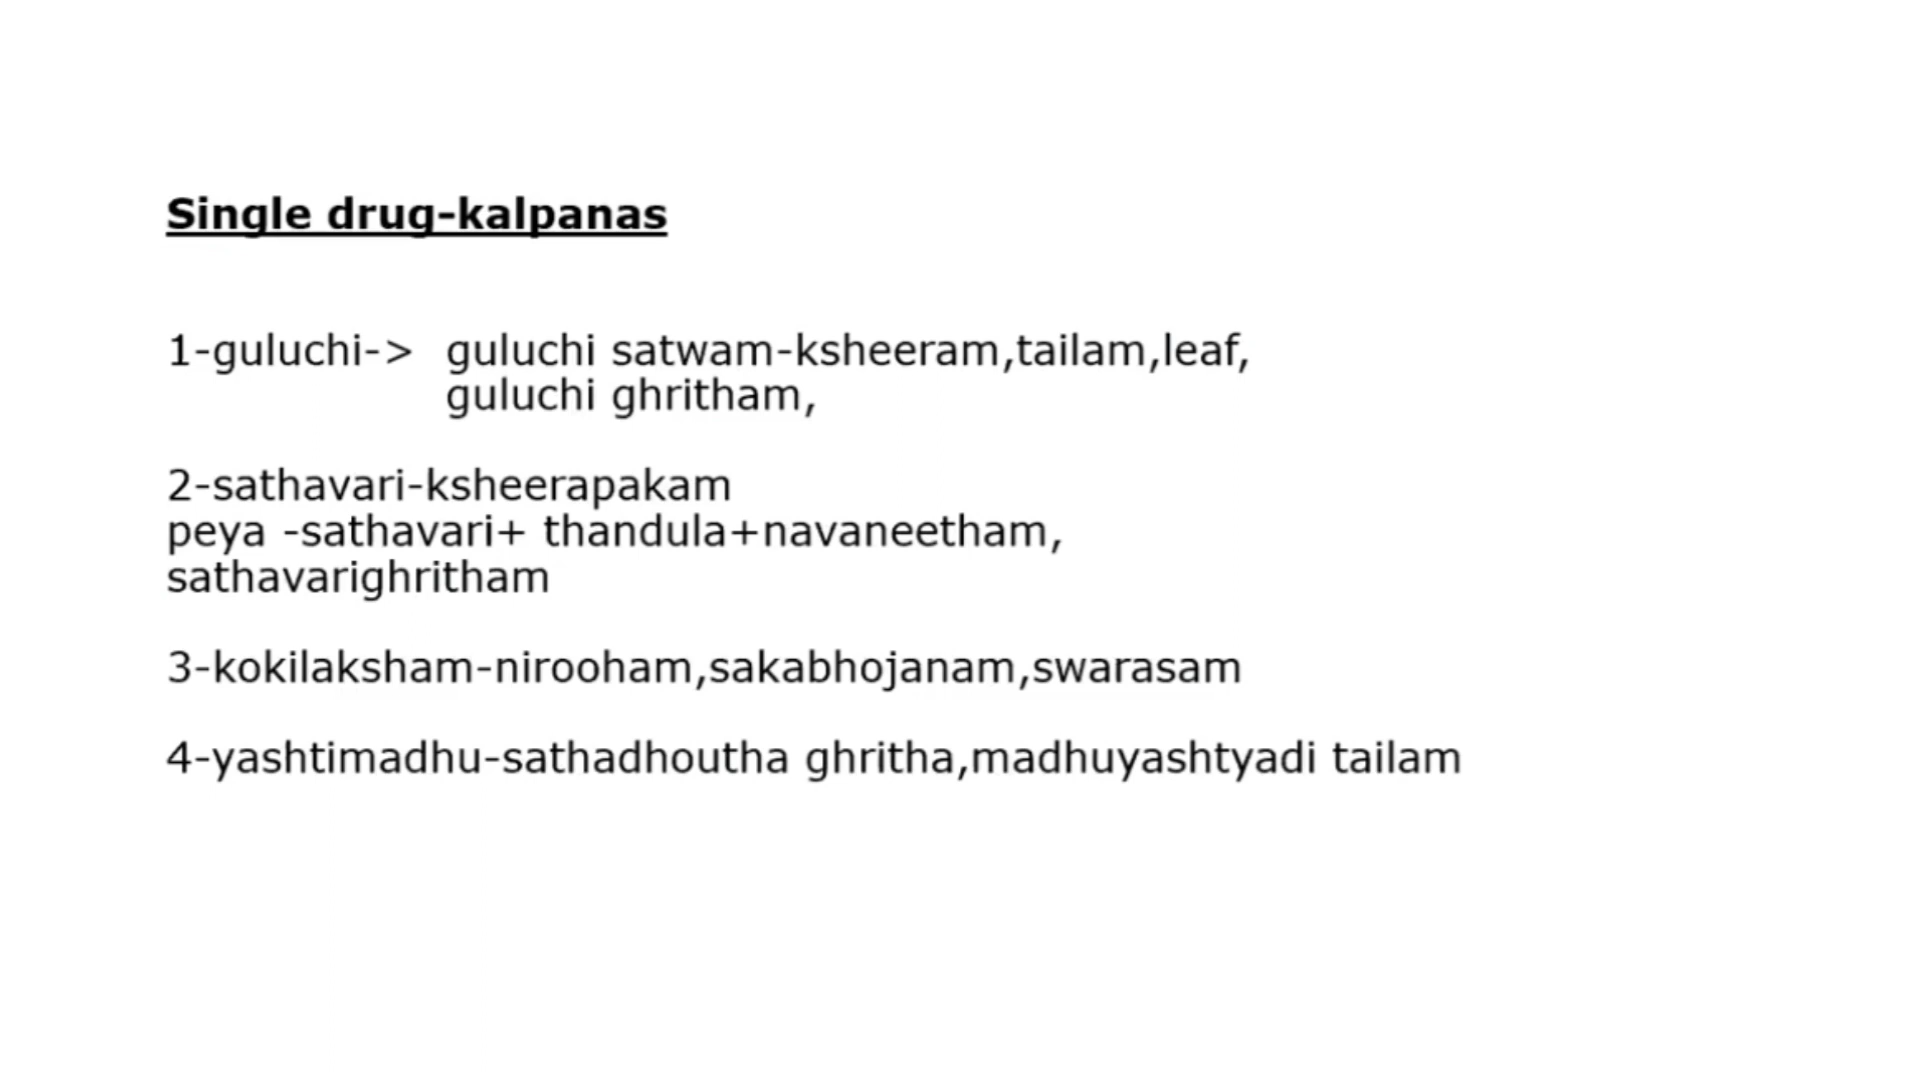 Single drug-kalpanas
1-guluchi-> guluchi satwam-ksheeram,tailam,leaf,
guluchi ghritham,
2-sathavari-ksheerapakam
peya -sathavari+ thandula+navaneetham,
sathavarighritham
3-kokilaksham-nirooham,sakabhojanam,swarasam
4-yashtimadhu-sathadhoutha ghritha,madhuyashtyadi tailam